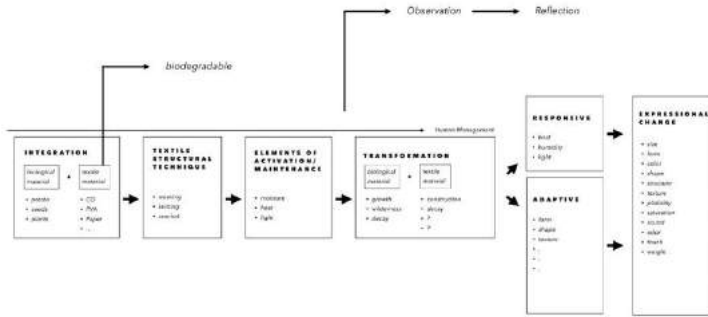 Observation
Reflection
biodegradable
Human Management
INTEGRATION
biological
material
+
textile
material
• potato
• seeds
• plants
• CO
• PVA
• Paper
• ...
TEXTILE
STRUCTURAL
TECHNIQUE
• weaving
• knitting
• crochet
ELEMENTS OF
ACTIVATION/
MAINTENANCE
• moisture
• heat
• light
TRANSFORMATION
biological
material
+
textile
material
• growth
• wilderness
• decay
• construction
• decay
• ?
• ?
RESPONSIVE
• heat
• humidity
• light
ADAPTIVE
• form
• shape
• texture
• .
• .
• .
EXPRESSIONAL
CHANGE
• size
• form
• color
• shape
• structure
• texture
• pliability
• saturation
• sound
• odor
• touch
• weight